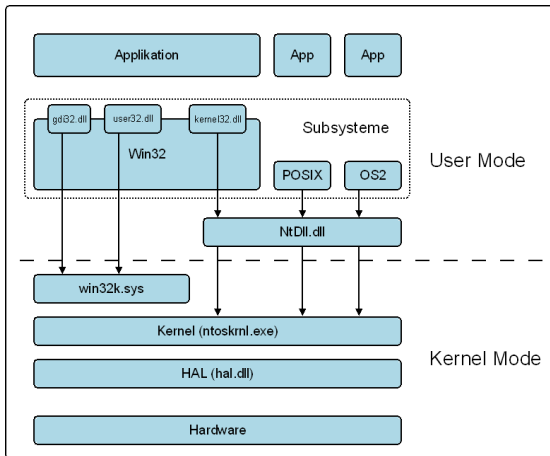 Applikation
App
App
gdi32.dll
user32.dll
kernel32.dll
Subsysteme
Win32
User Mode
POSIX
OS2
NtDll.dll
win32k.sys
Kernel (ntoskrnl.exe)
Kernel Mode
HAL (hal.dll)
Hardware